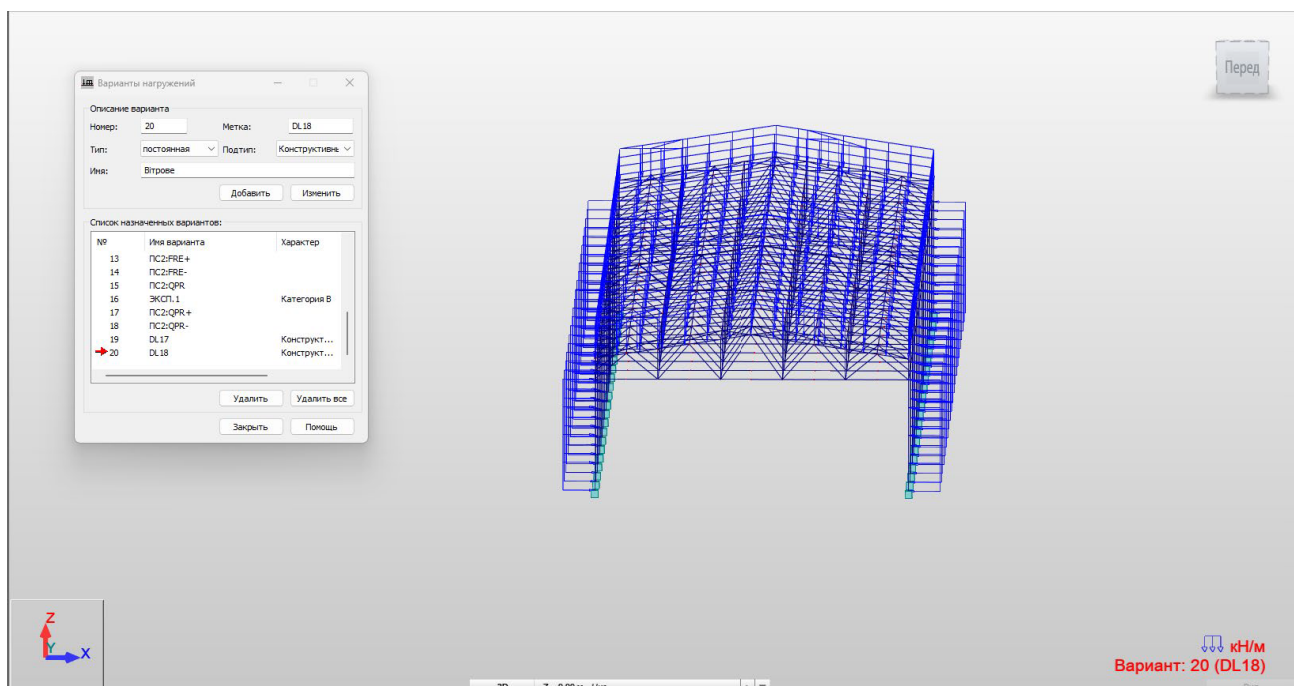 Варианты нагружений
Описание варианта
Номер: 20 Метка: DL18
Тип: постоянная Подтип: Конструктивнь
Имя: Вітрове
Добавить Изменить
Список назначенных вариантов:
№ Имя варианта Характер
13 ПС2:FRE+
14 ПС2:FRE-
15 ПС2:QPR
16 ЭКСП.1 Категория B
17 ПС2:QPR+
18 ПС2:QPR-
19 DL17 Конструкт...
20 DL18 Конструкт...
Удалить Удалить все
Закрыть Помощь
Перед
Z
Y
X
кН/м
Вариант: 20 (DL18)